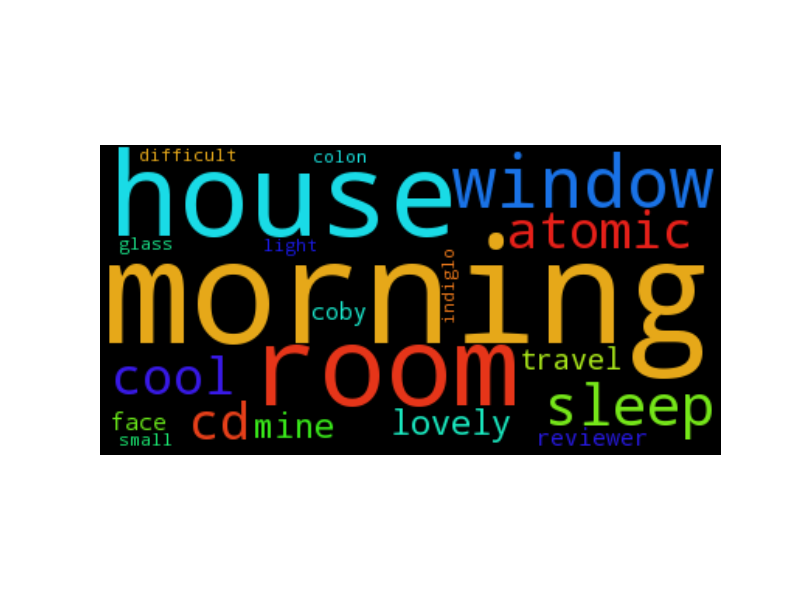 difficult
colon
house
window
atomic
glass
light
morning
indiglo
coby
room
travel
cool
sleep
face
cd
mine
lovely
small
reviewer